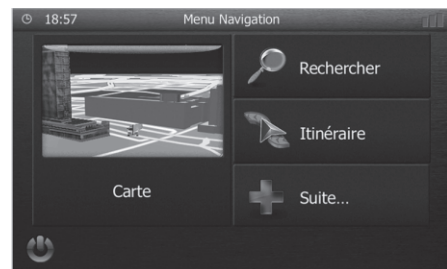 18:57 Menu Navigation
Rechercher
Itinéraire
Carte
Suite...